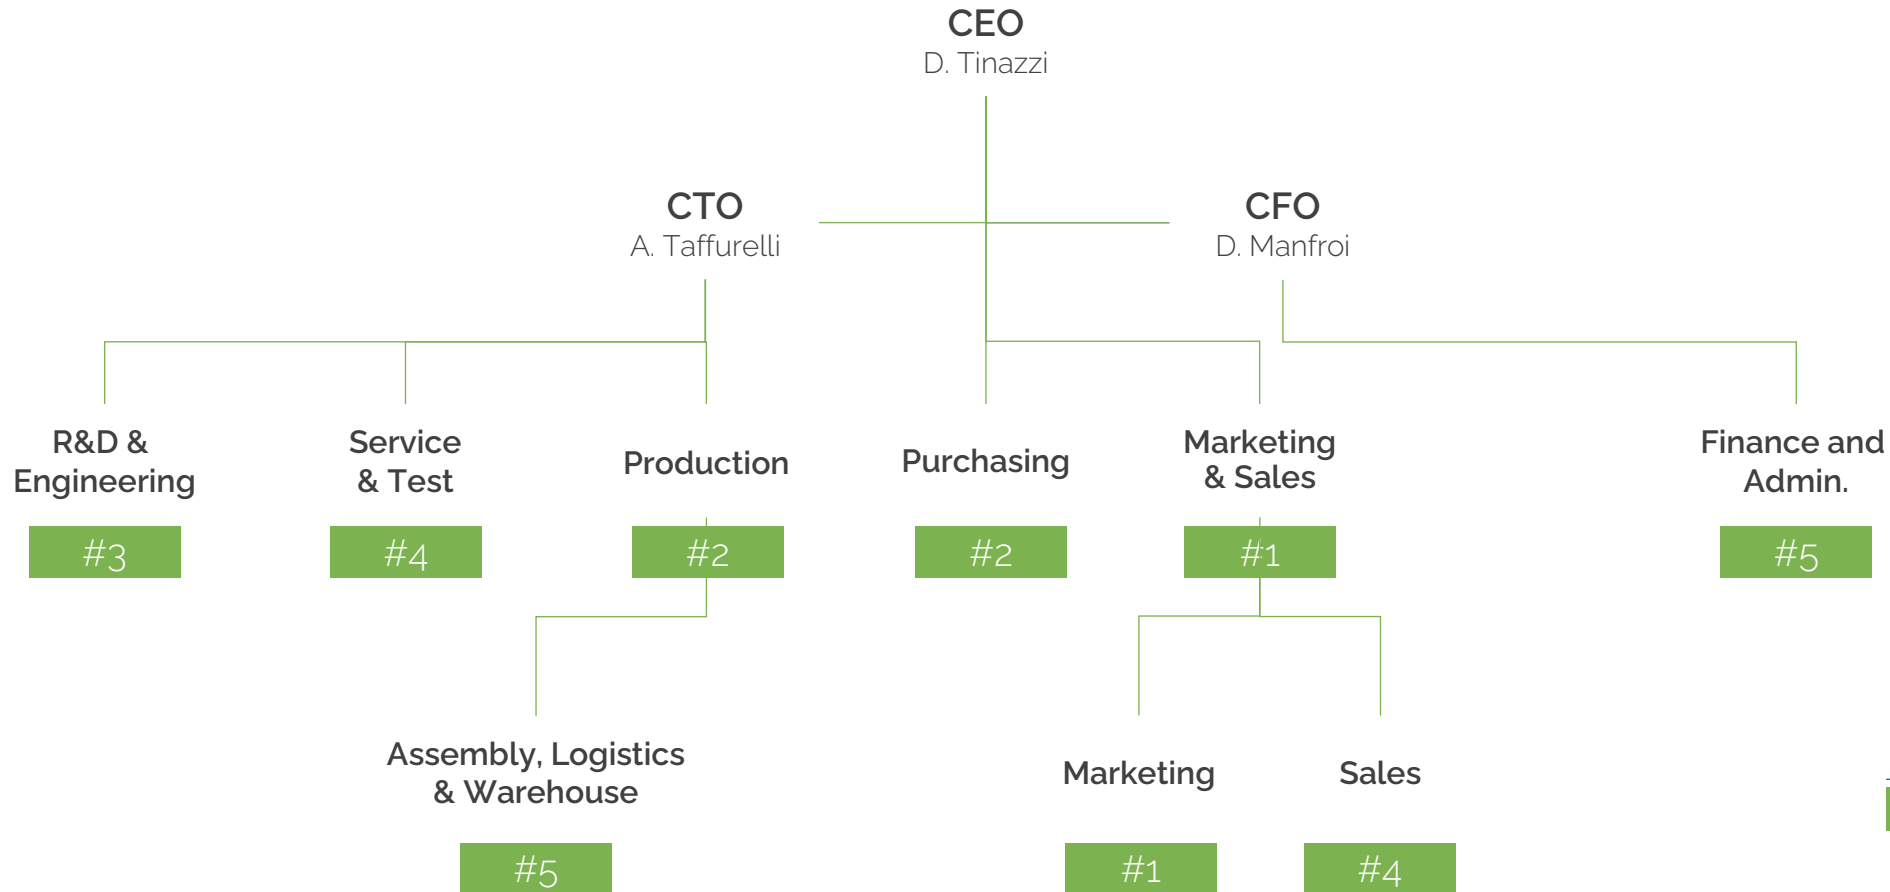 CEO
D. Tinazzi
CTO
A. Taffurelli
CFO
D. Manfroi
R&D &
Engineering
#3
Service
& Test
#4
Production
#2
Purchasing
#2
Marketing
& Sales
#1
Finance and
Admin.
#5
Assembly, Logistics
& Warehouse
#5
Marketing
#1
Sales
#4